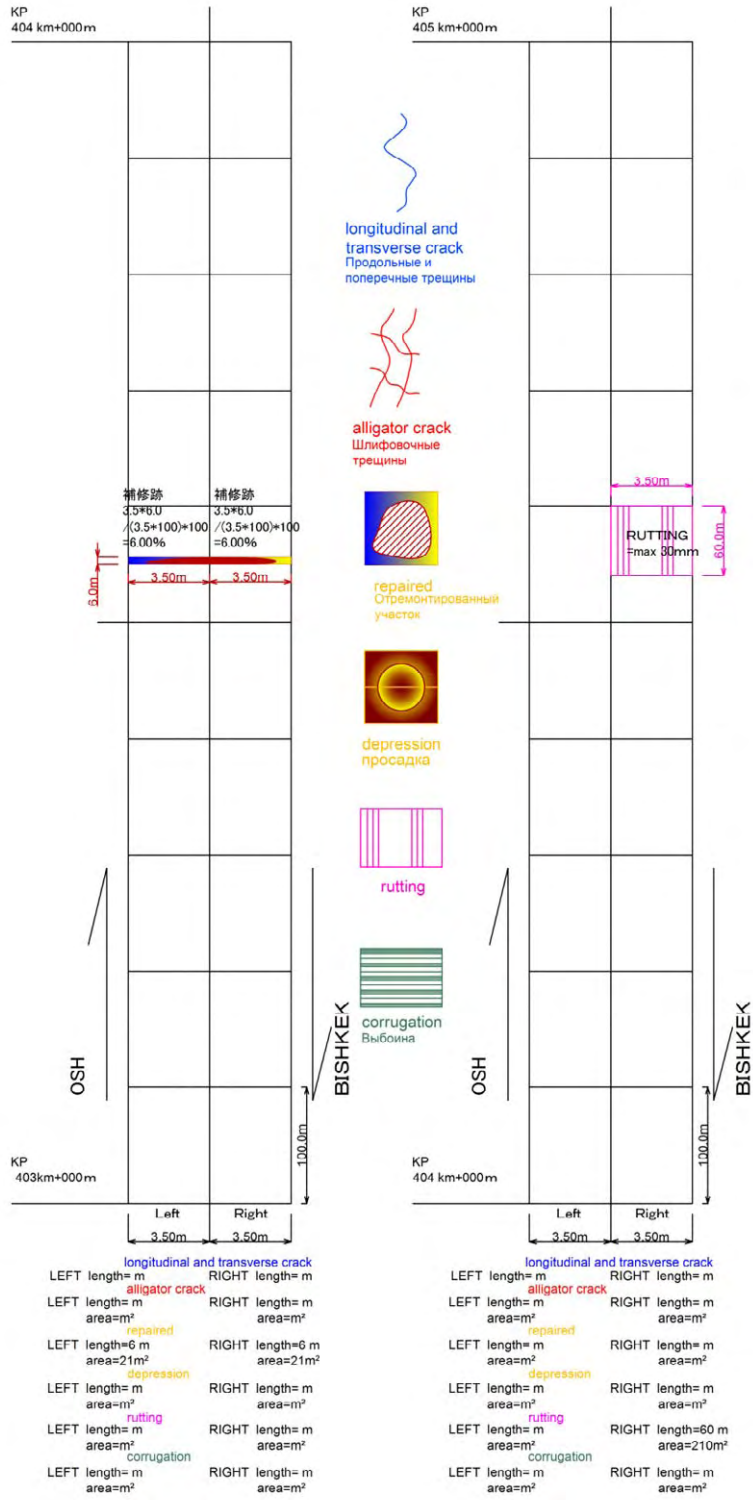 KP
404 km+000m
KP
405 km+000m
longitudinal and
transverse crack
Продольные и
поперечные трещины
alligator crack
Шлифовочные
трещины
補修跡
3.5*6.0
/(3.5*100)*100
=6.00%
補修跡
3.5*6.0
/(3.5*100)*100
=6.00%
6.0m
3.50m
3.50m
3.50m
RUTTING
=max 30mm
60.0m
repaired
Отремонтированный
участок
depression
просадка
rutting
corrugation
Выбоина
OSH
BISHKEK
OSH
BISHKEK
100.0m
100.0m
KP
403km+000m
KP
404 km+000m
Left
Right
3.50m
3.50m
Left
Right
3.50m
3.50m
longitudinal and transverse crack
LEFT length= m RIGHT length= m
alligator crack
LEFT length= m RIGHT length= m
area=m² area=m²
repaired
LEFT length=6 m RIGHT length=6 m
area=21m² area=21m²
depression
LEFT length= m RIGHT length= m
area=m² area=m²
rutting
LEFT length= m RIGHT length= m
area=m² area=m²
corrugation
LEFT length= m RIGHT length= m
area=m² area=m²
longitudinal and transverse crack
LEFT length= m RIGHT length= m
alligator crack
LEFT length= m RIGHT length= m
area=m² area=m²
repaired
LEFT length= m RIGHT length= m
area=m² area=m²
depression
LEFT length= m RIGHT length= m
area=m² area=m²
rutting
LEFT length= m RIGHT length=60 m
area=m² area=210m²
corrugation
LEFT length= m RIGHT length= m
area=m² area=m²